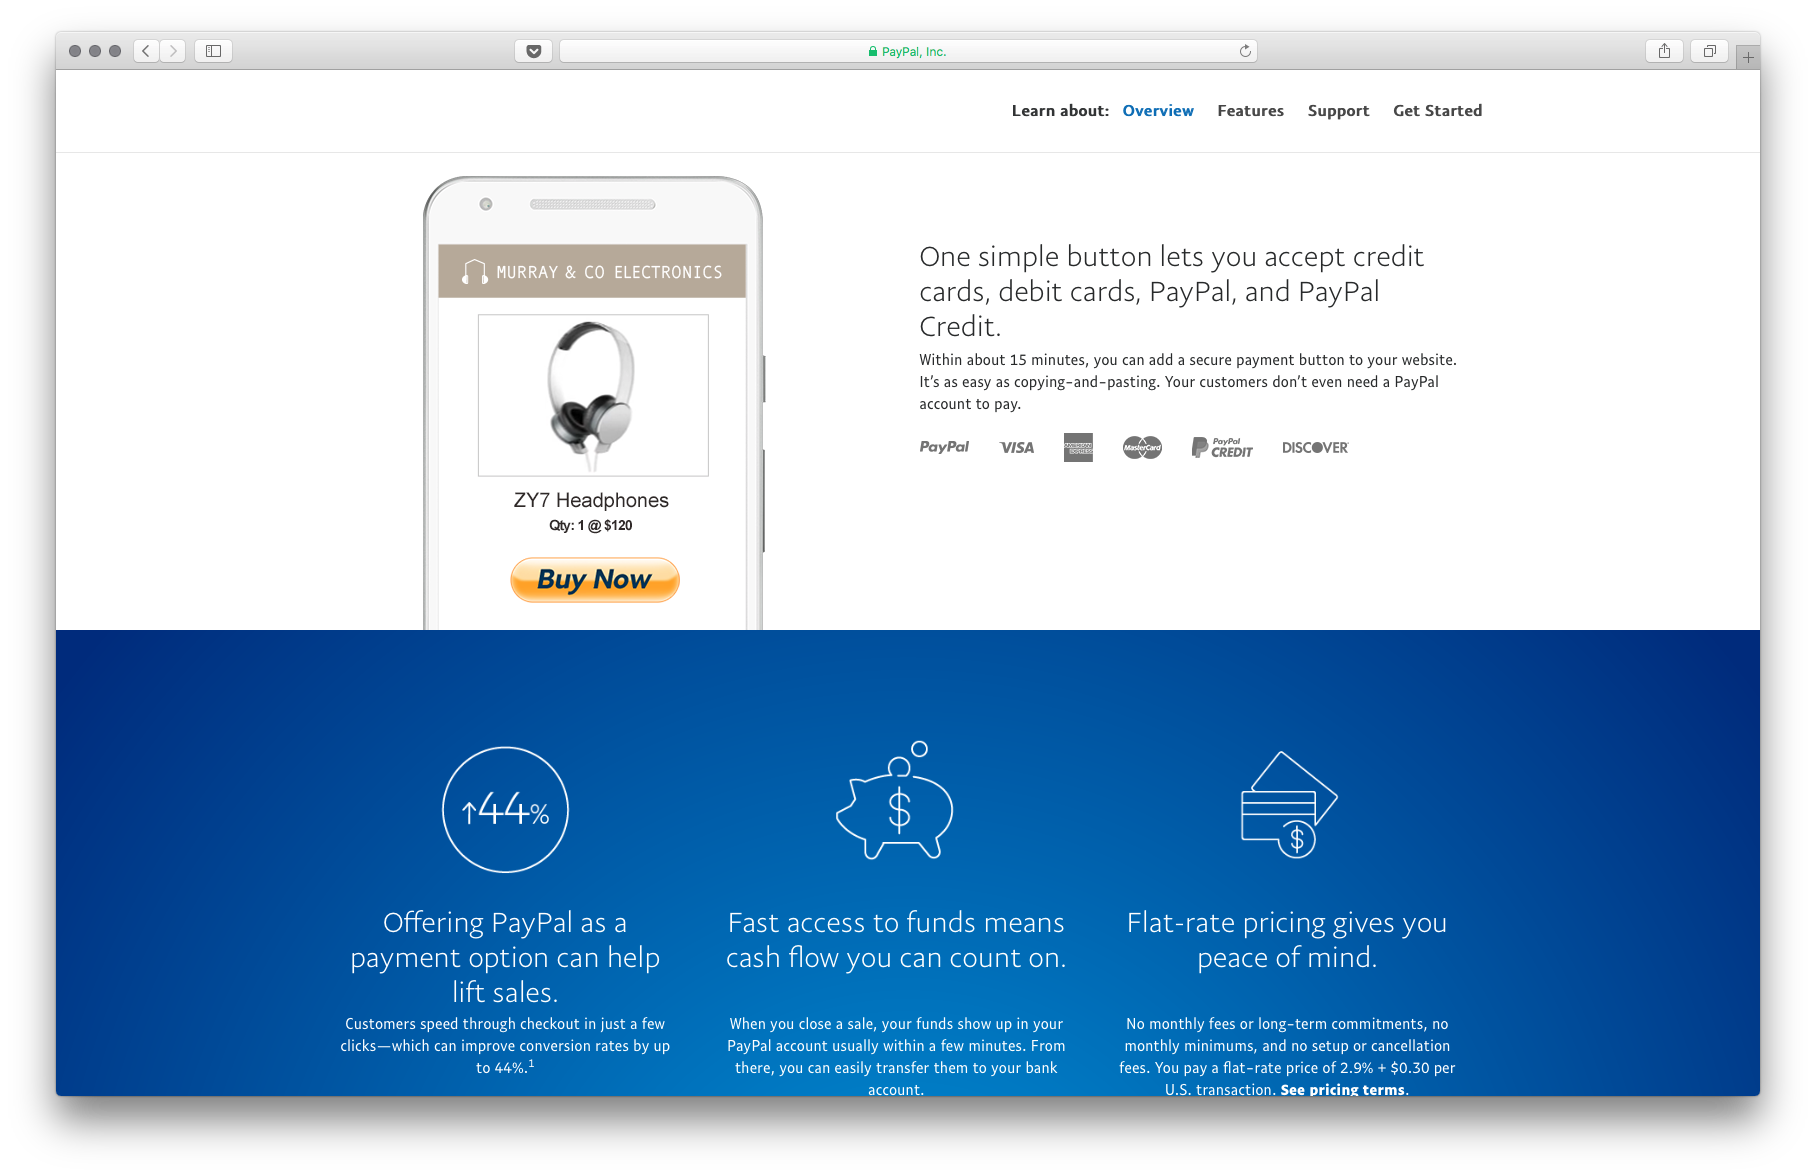 PayPal, Inc.
Learn about: Overview Features Support Get Started
MURRAY & CO ELECTRONICS
ZY7 Headphones
Qty: 1 @ $120
Buy Now
One simple button lets you accept credit
cards, debit cards, PayPal, and PayPal
Credit.
Within about 15 minutes, you can add a secure payment button to your website.
It's as easy as copying-and-pasting. Your customers don't even need a PayPal
account to pay.
PayPal VISA AMERICAN EXPRESS MasterCard PayPal CREDIT DISCOVER
↑44%
$
$
Offering PayPal as a
payment option can help
lift sales.
Customers speed through checkout in just a few
clicks—which can improve conversion rates by up
to 44%.1
Fast access to funds means
cash flow you can count on.
When you close a sale, your funds show up in your
PayPal account usually within a few minutes. From
there, you can easily transfer them to your bank
account.
Flat-rate pricing gives you
peace of mind.
No monthly fees or long-term commitments, no
monthly minimums, and no setup or cancellation
fees. You pay a flat-rate price of 2.9% + $0.30 per
U.S. transaction. See pricing terms.